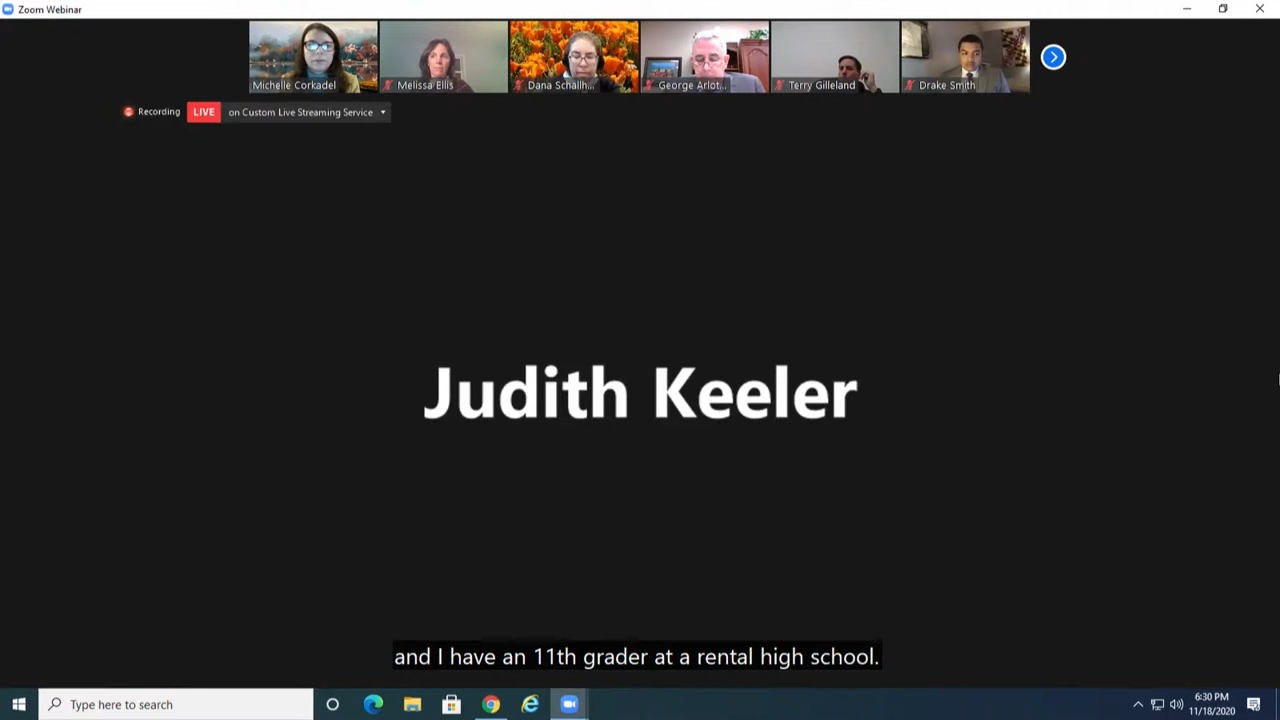 Zoom Webinar
Michelle Corkadel
Melissa Ellis
Dana Schallh...
George Arlot...
Terry Gilleland
Drake Smith
Recording
LIVE
on Custom Live Streaming Service
Judith Keeler
and I have an 11th grader at a rental high school.
Type here to search
6:30 PM
11/18/2020